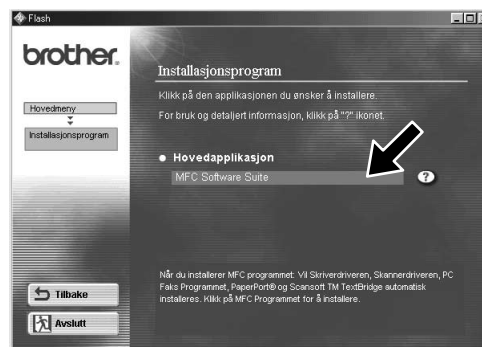 Flash
brother.
Installasjonsprogram
Klikk på den applikasjonen du ønsker å installere.
For bruk og detaljert informasjon, klikk på "?" ikonet.
Hovedmeny
Installasjonsprogram
Hovedapplikasjon
MFC Software Suite
?
Når du installerer MFC programmet: Vil Skriverdriveren, Skannerdriveren, PC
Faks Programmet, PaperPort® og Scansoft TM TextBridge automatisk
installeres. Klikk på MFC Programmet for å installere.
Tilbake
Avslutt